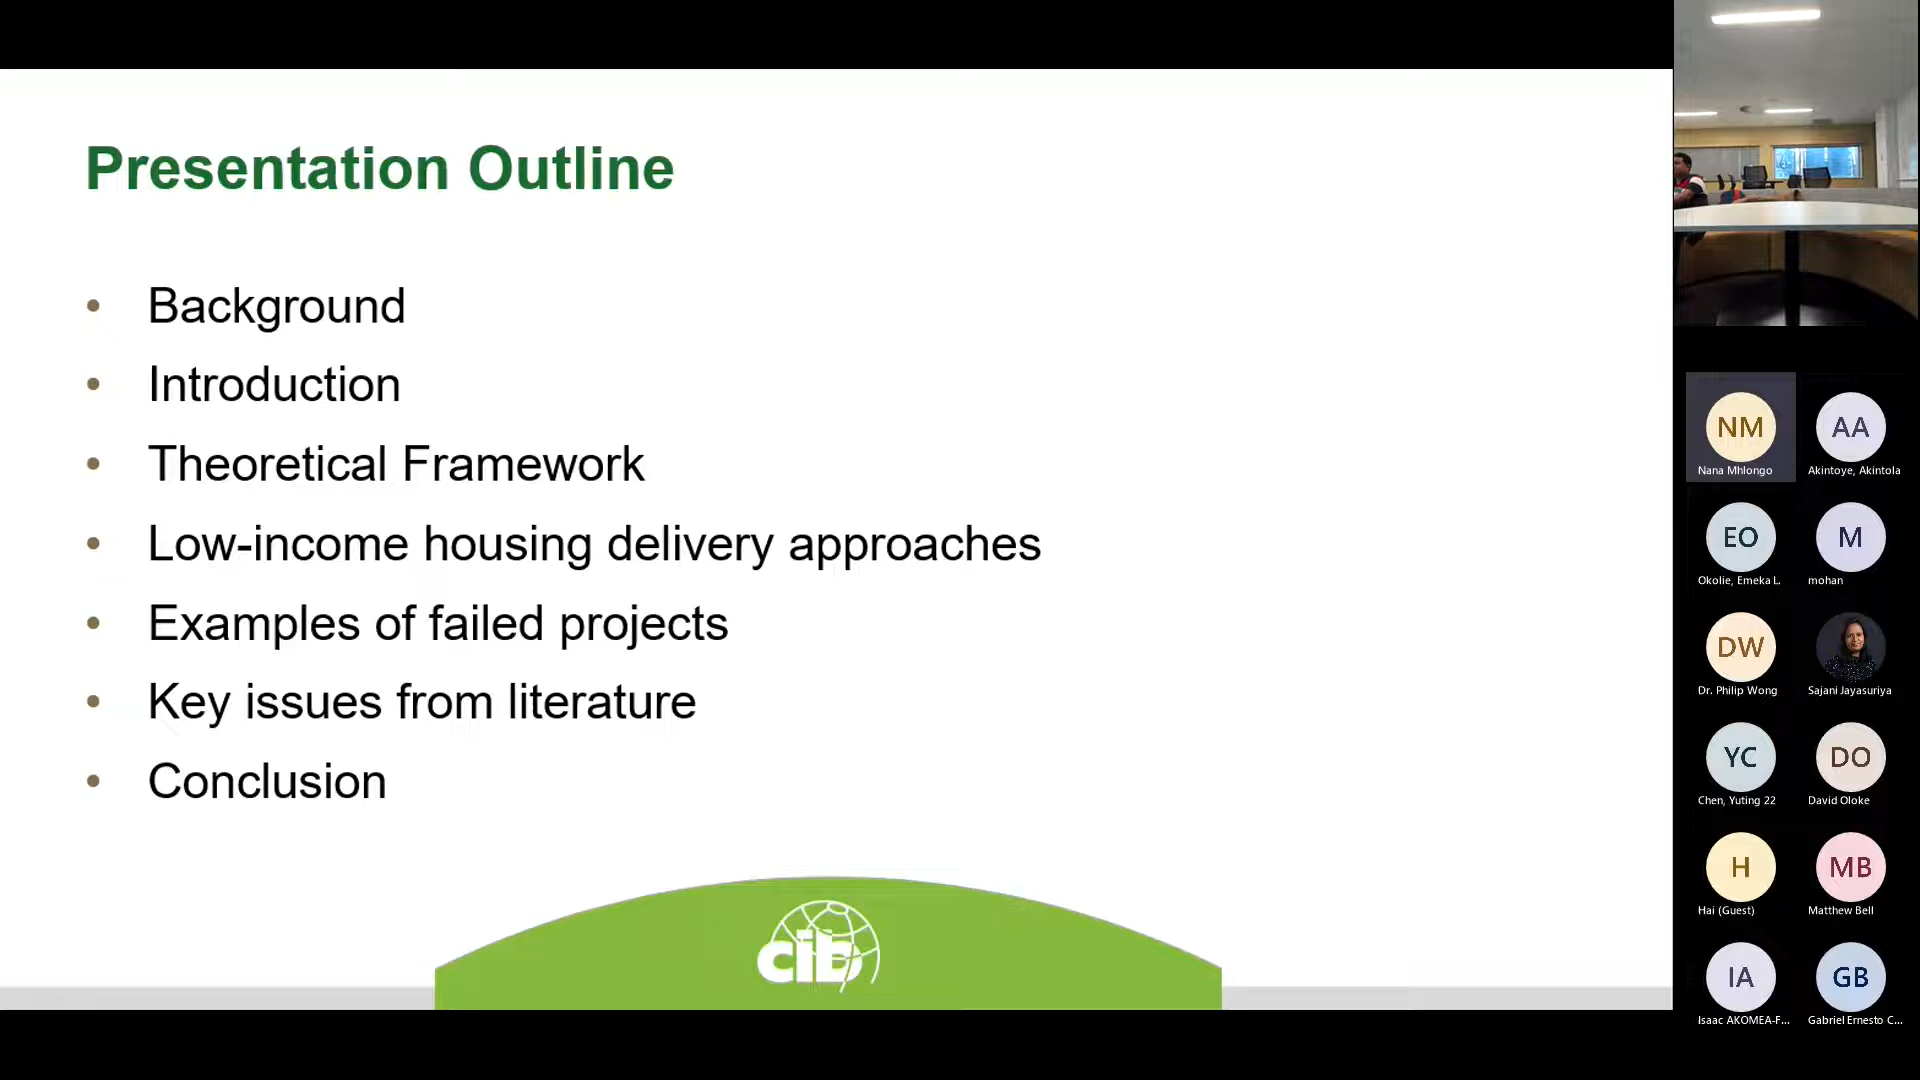 Presentation Outline
• Background
• Introduction
• Theoretical Framework
• Low-income housing delivery approaches
• Examples of failed projects
• Key issues from literature
• Conclusion
cib
NM
Nana Mhlongo
AA
Akintoye, Akintola
EO
Okolie, Emeka L.
M
mohan
DW
Dr. Philip Wong
Sajani Jayasuriya
YC
Chen, Yuting 22
DO
David Oloke
H
Hai (Guest)
MB
Matthew Bell
IA
Isaac AKOMEA-F...
GB
Gabriel Ernesto C...